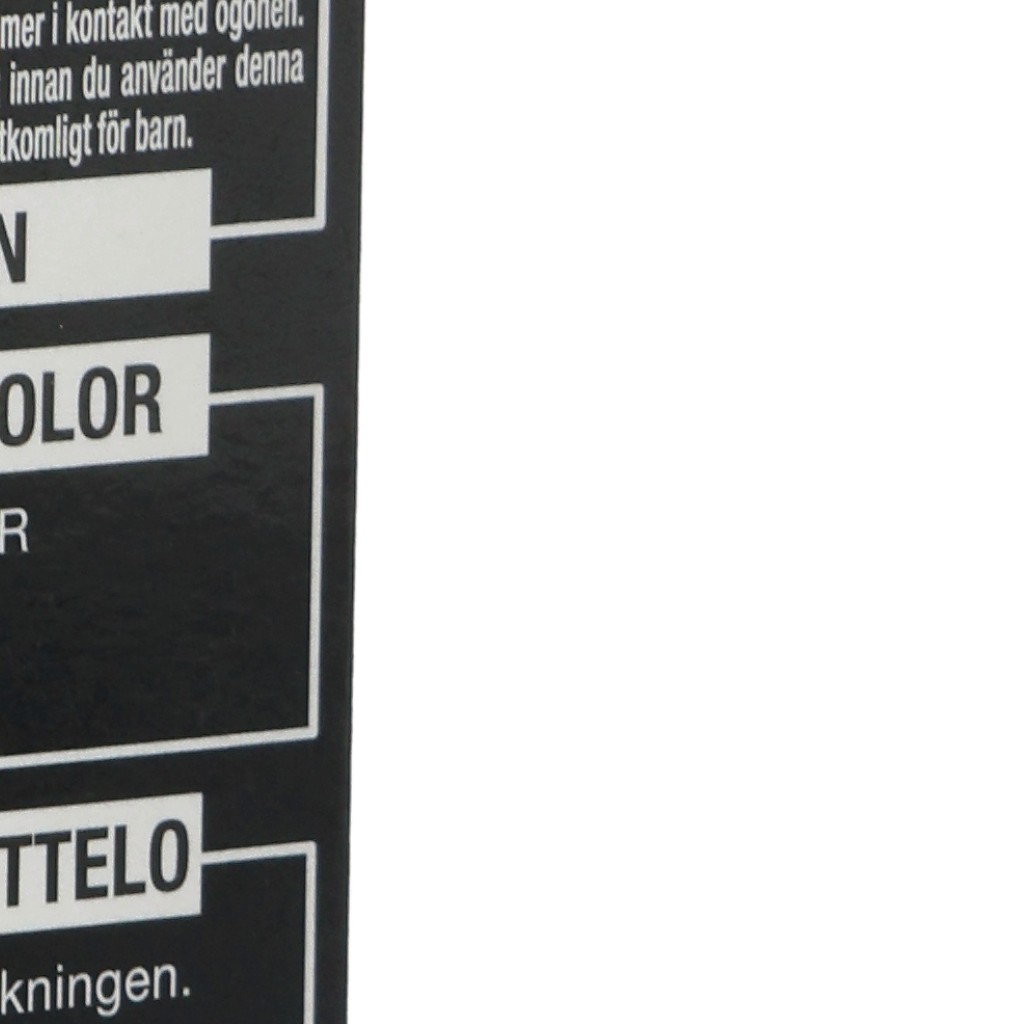 mer i kontakt med ögonen.
innan du använder denna
tkomligt för barn.
N
OLOR
R
TTELO
kningen.